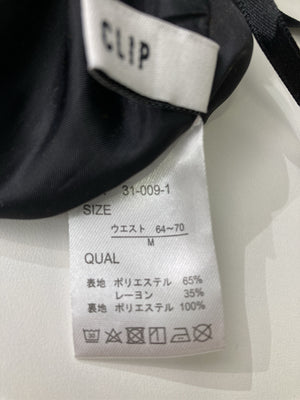 CLIP
31-009-1
SIZE
ウエスト 64～70
M
QUAL
表地 ポリエステル 65%
レーヨン 35%
裏地 ポリエステル 100%